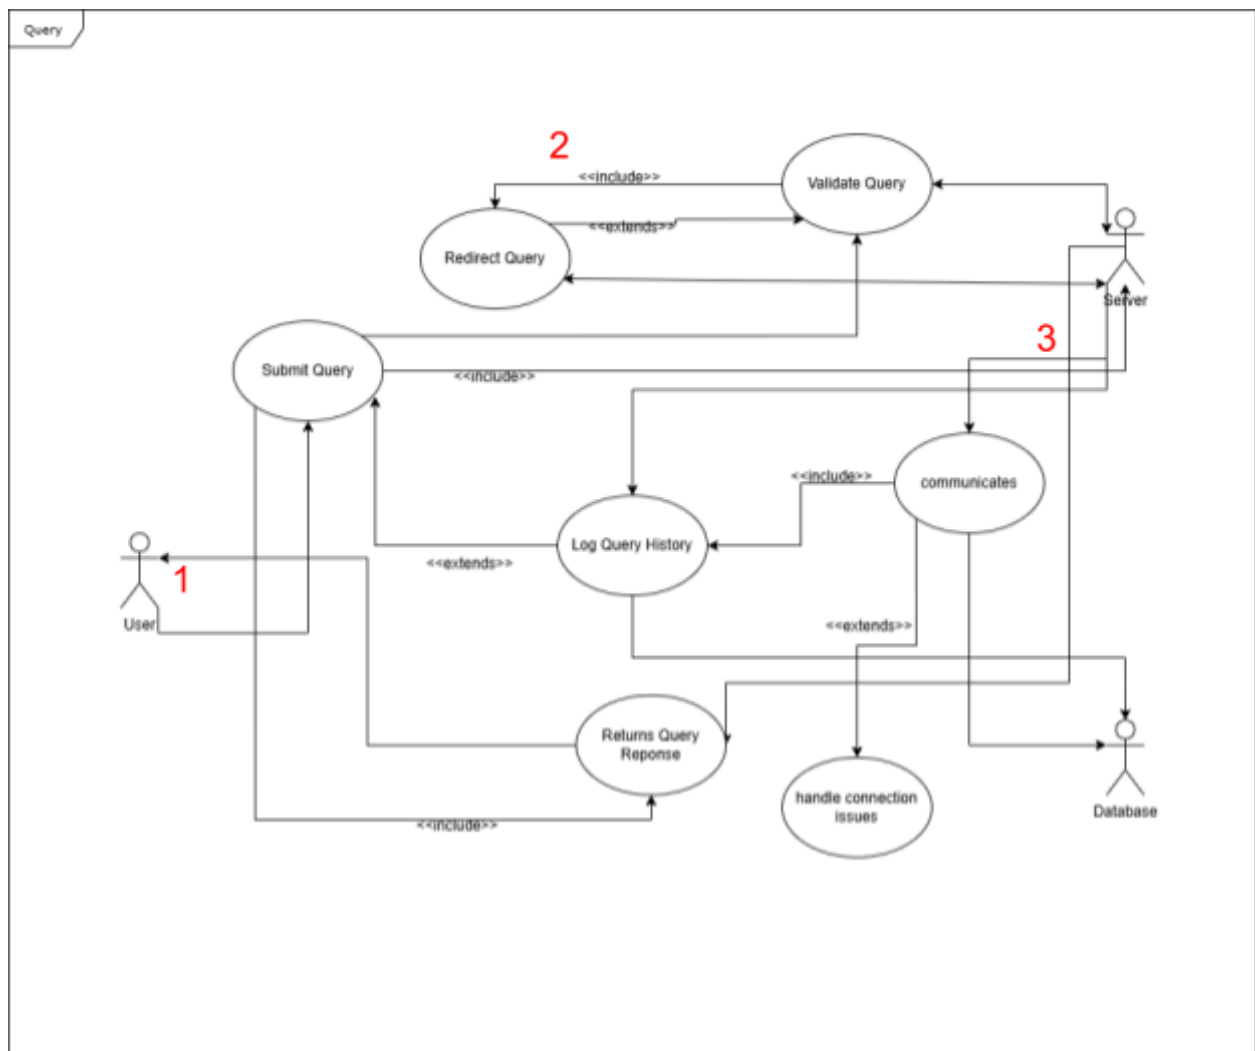 Query
2
<<include>>
Validate Query
<<extends>>
Redirect Query
Server
3
Submit Query
<<include>>
<<include>>
communicates
Log Query History
<<extends>>
1
User
<<extends>>
Returns Query
Reponse
handle connection
issues
Database
<<include>>